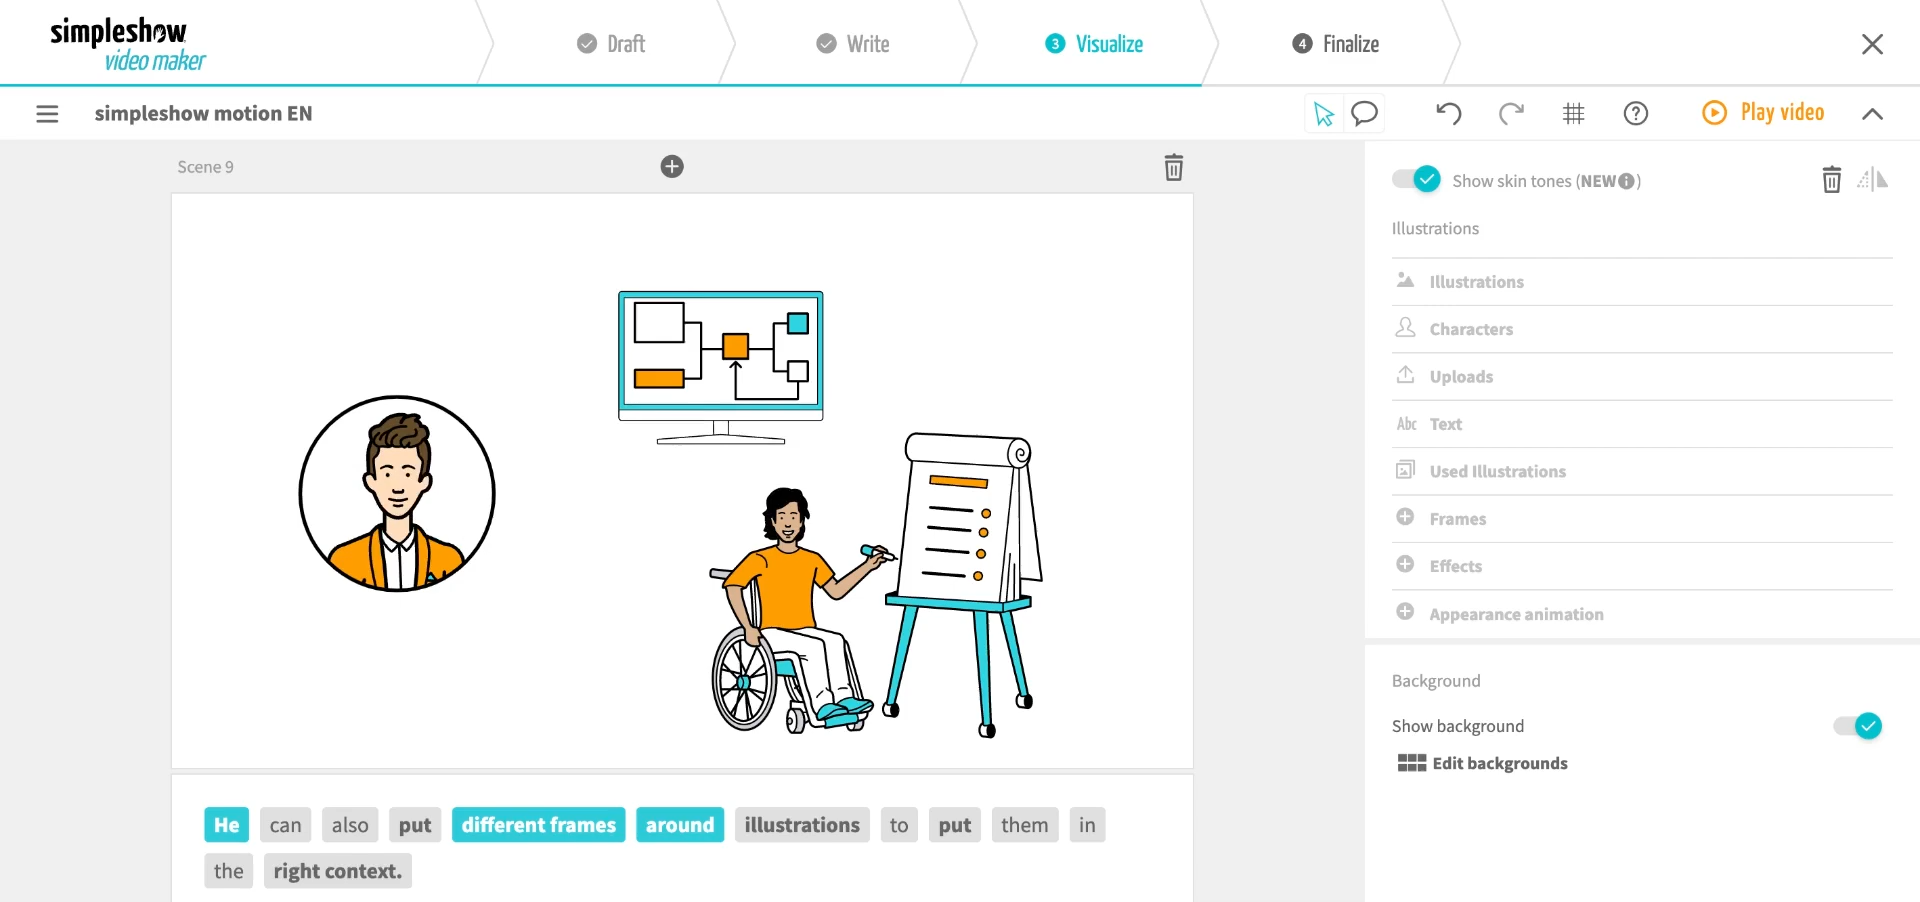 simpleshow
video maker
Draft
Write
3 Visualize
4 Finalize
simpleshow motion EN
Play video
Scene 9
Show skin tones (NEW)
Illustrations
Illustrations
Characters
Uploads
Abc Text
Used Illustrations
Frames
Effects
Appearance animation
Background
Show background
Edit backgrounds
He can also put different frames around illustrations to put them in
the right context.